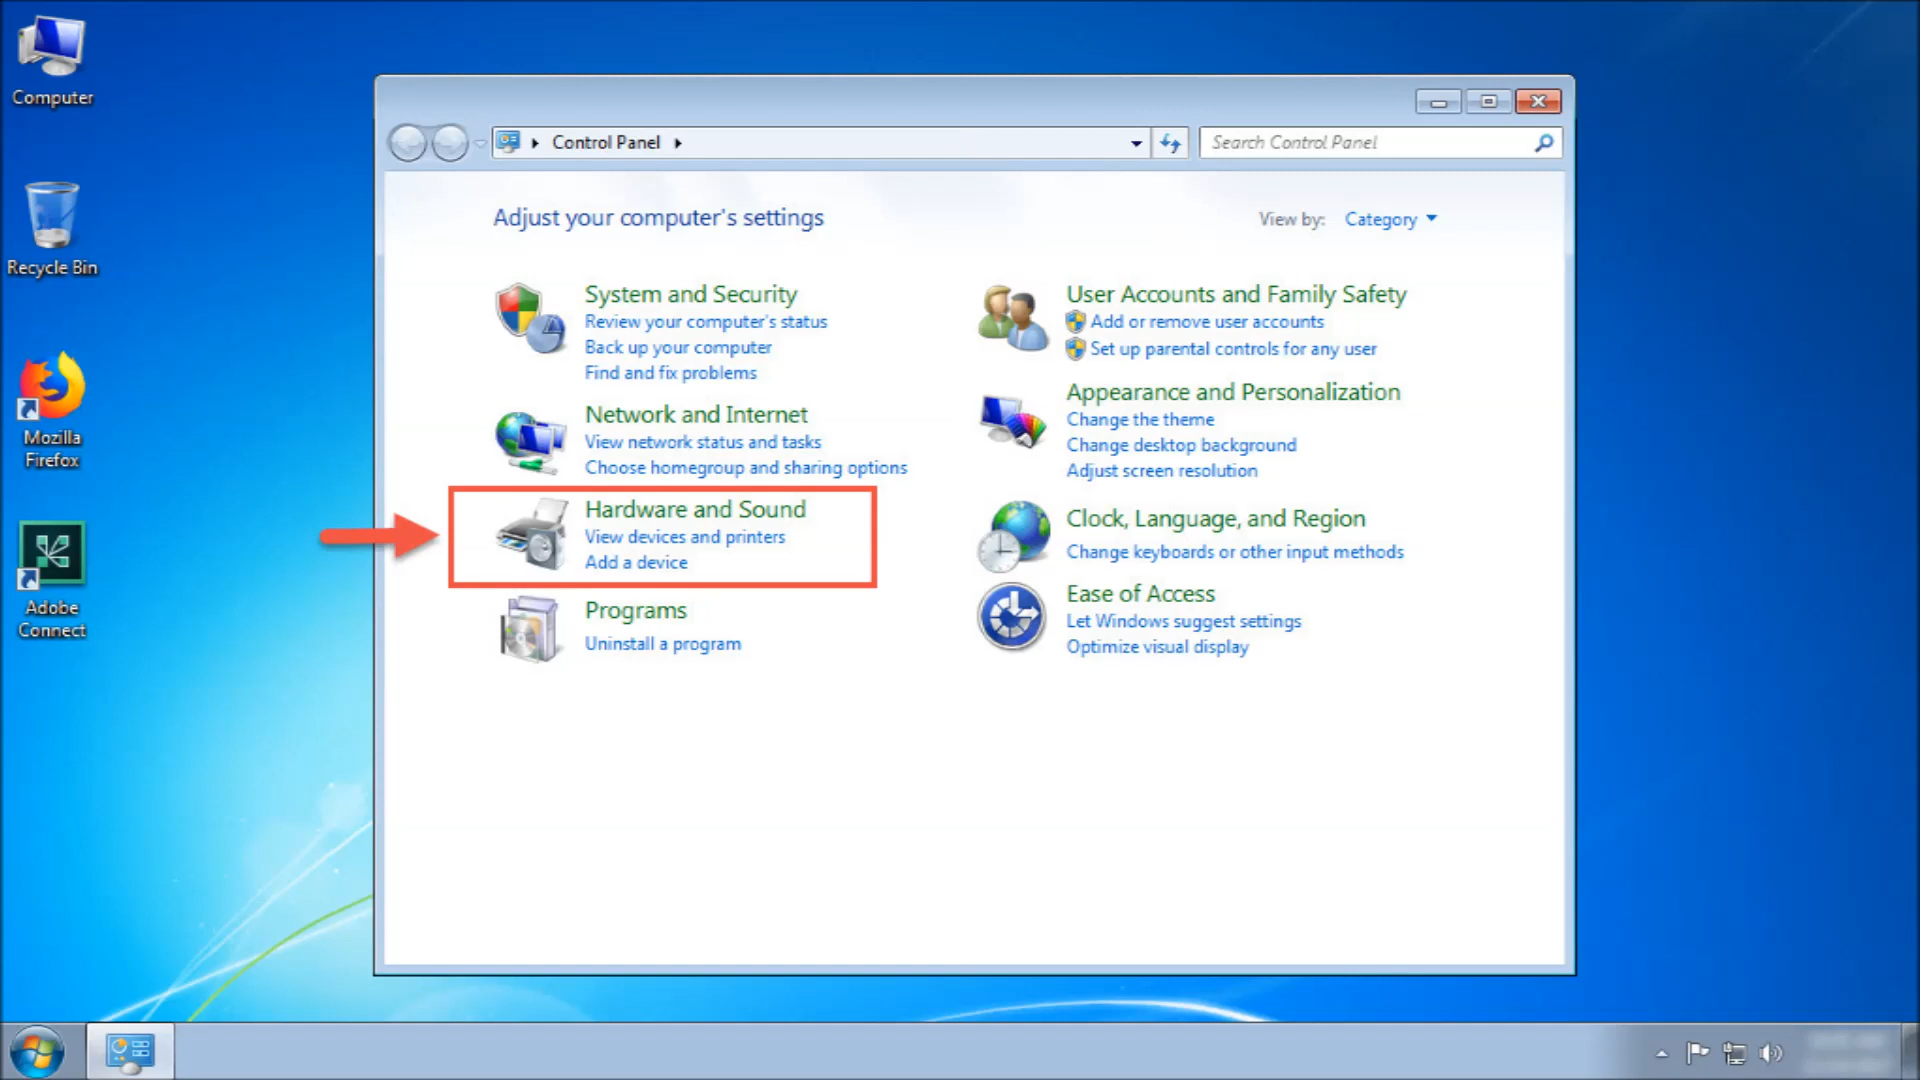 Computer
Recycle Bin
Mozilla
Firefox
Adobe
Connect
Control Panel
Search Control Panel
Adjust your computer's settings
View by: Category
System and Security
Review your computer's status
Back up your computer
Find and fix problems
Network and Internet
View network status and tasks
Choose homegroup and sharing options
Hardware and Sound
View devices and printers
Add a device
Programs
Uninstall a program
User Accounts and Family Safety
Add or remove user accounts
Set up parental controls for any user
Appearance and Personalization
Change the theme
Change desktop background
Adjust screen resolution
Clock, Language, and Region
Change keyboards or other input methods
Ease of Access
Let Windows suggest settings
Optimize visual display